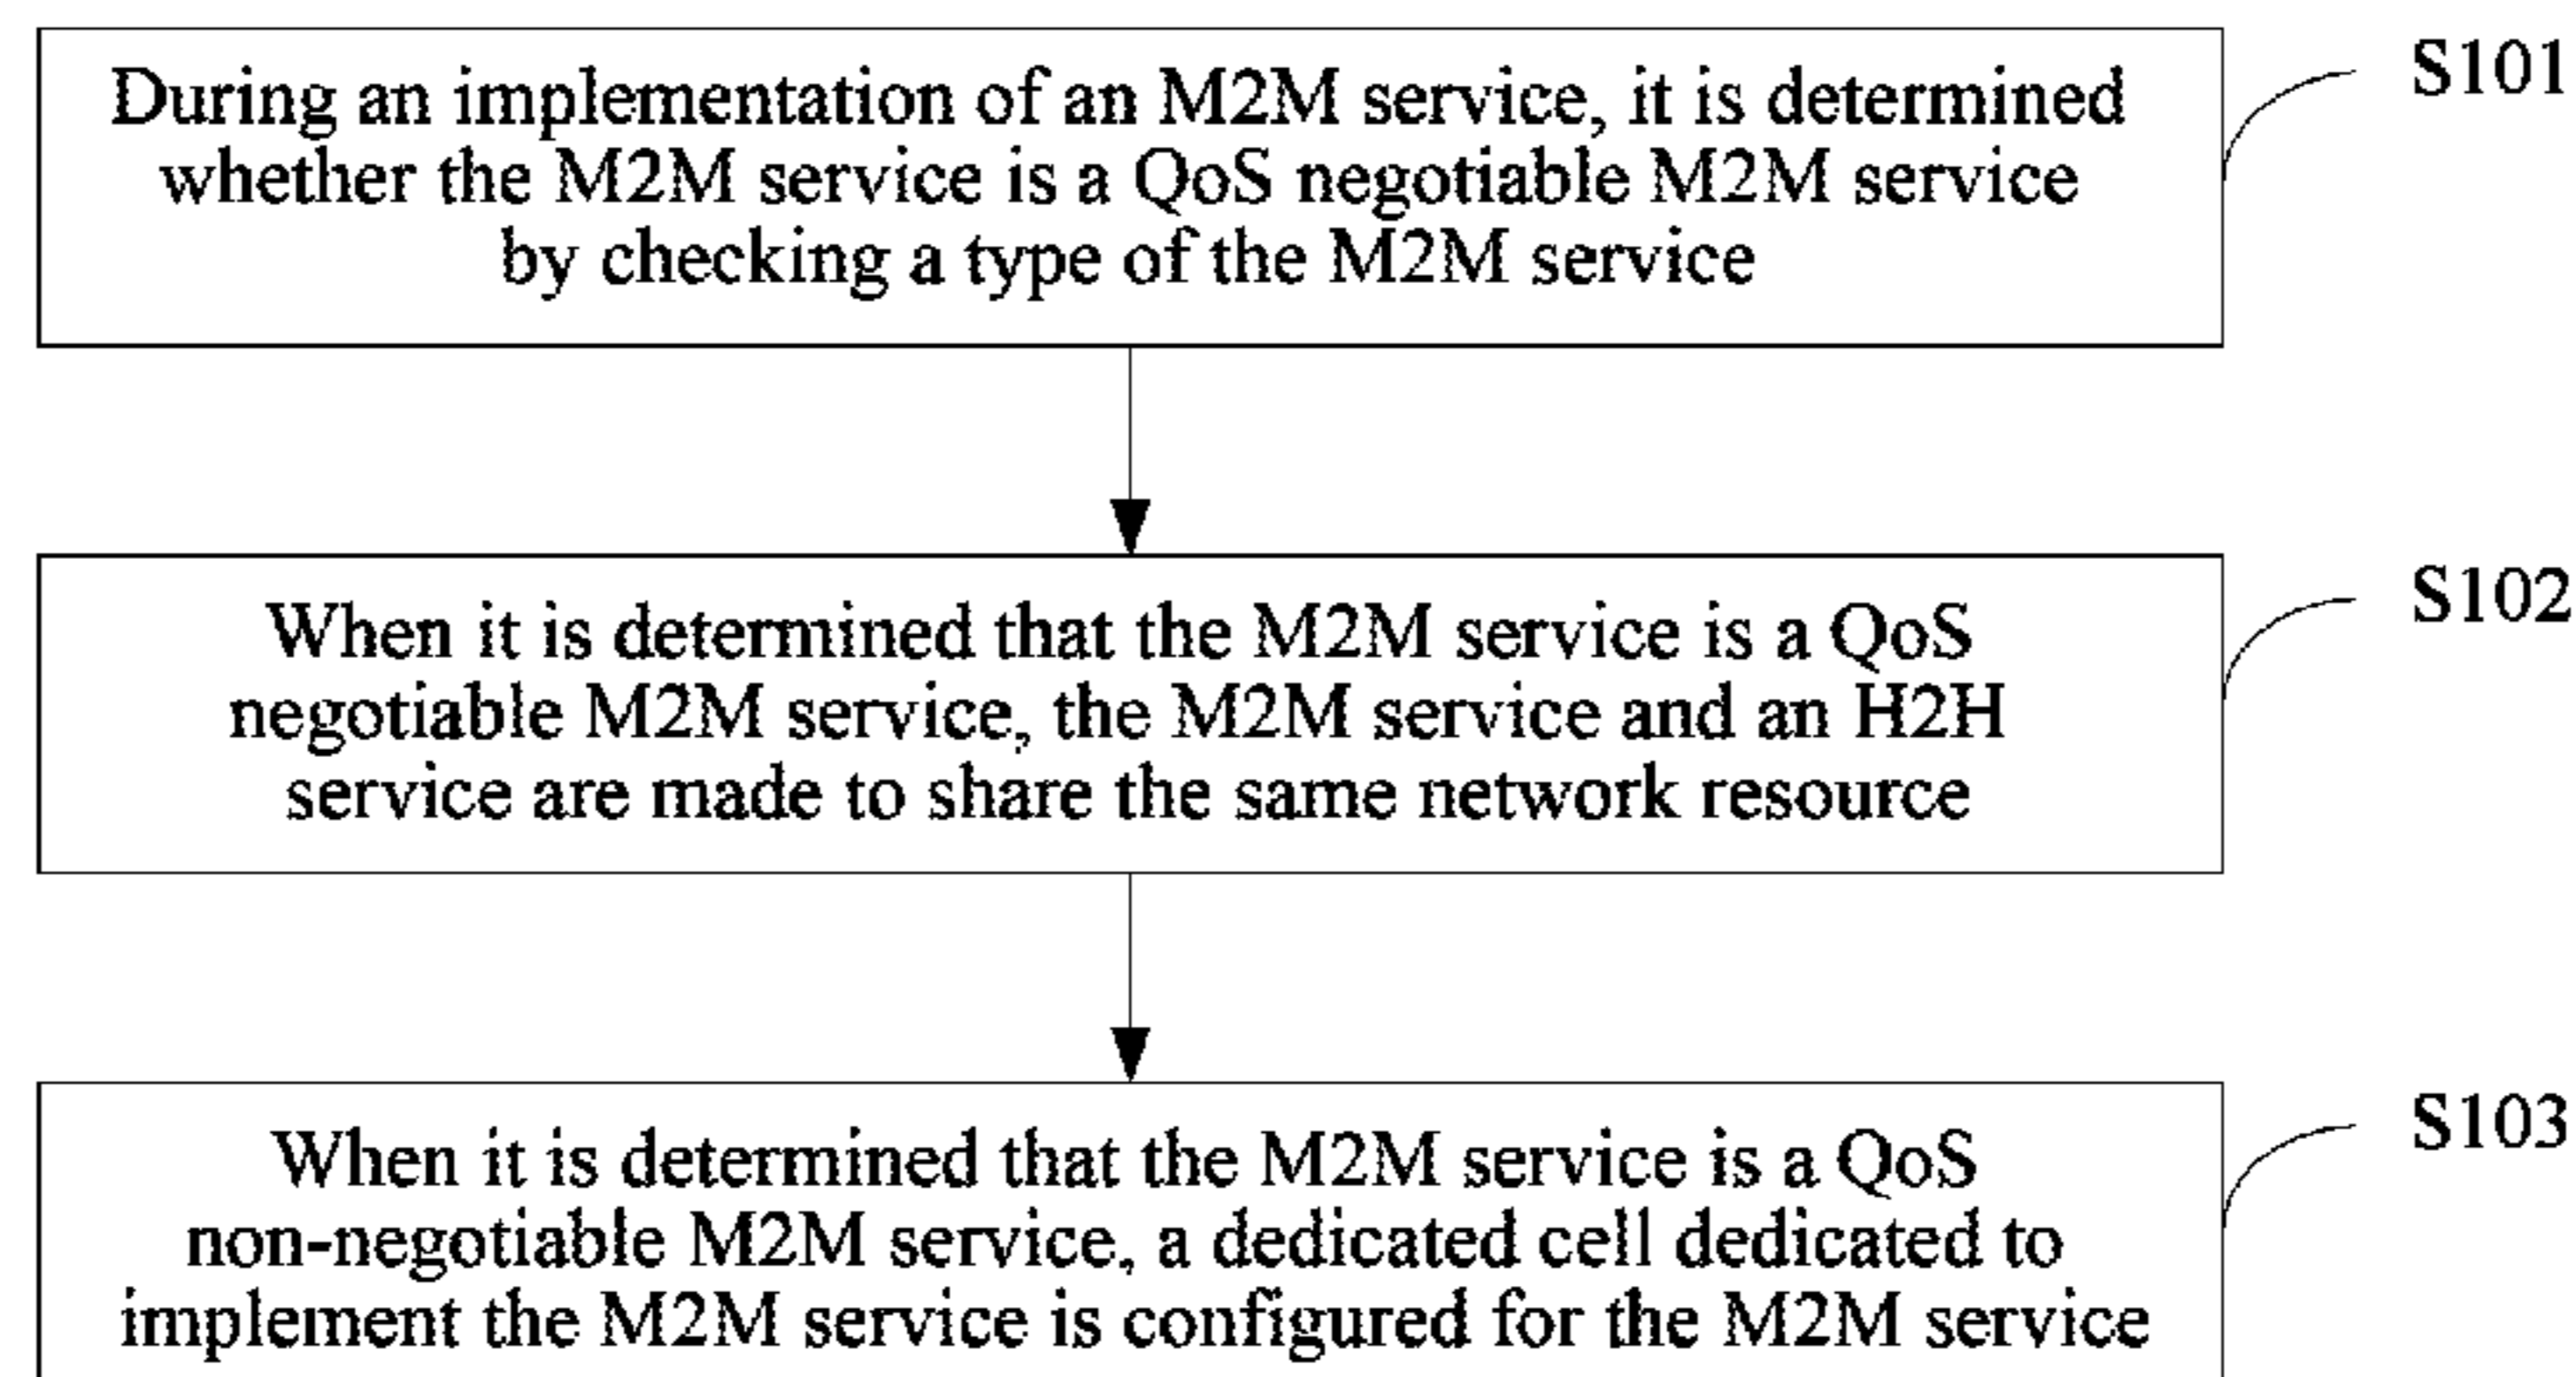 During an implementation of an M2M service, it is determined
whether the M2M service is a QoS negotiable M2M service
by checking a type of the M2M service
S101
When it is determined that the M2M service is a QoS
negotiable M2M service, the M2M service and an H2H
service are made to share the same network resource
S102
When it is determined that the M2M service is a QoS
non-negotiable M2M service, a dedicated cell dedicated to
implement the M2M service is configured for the M2M service
S103